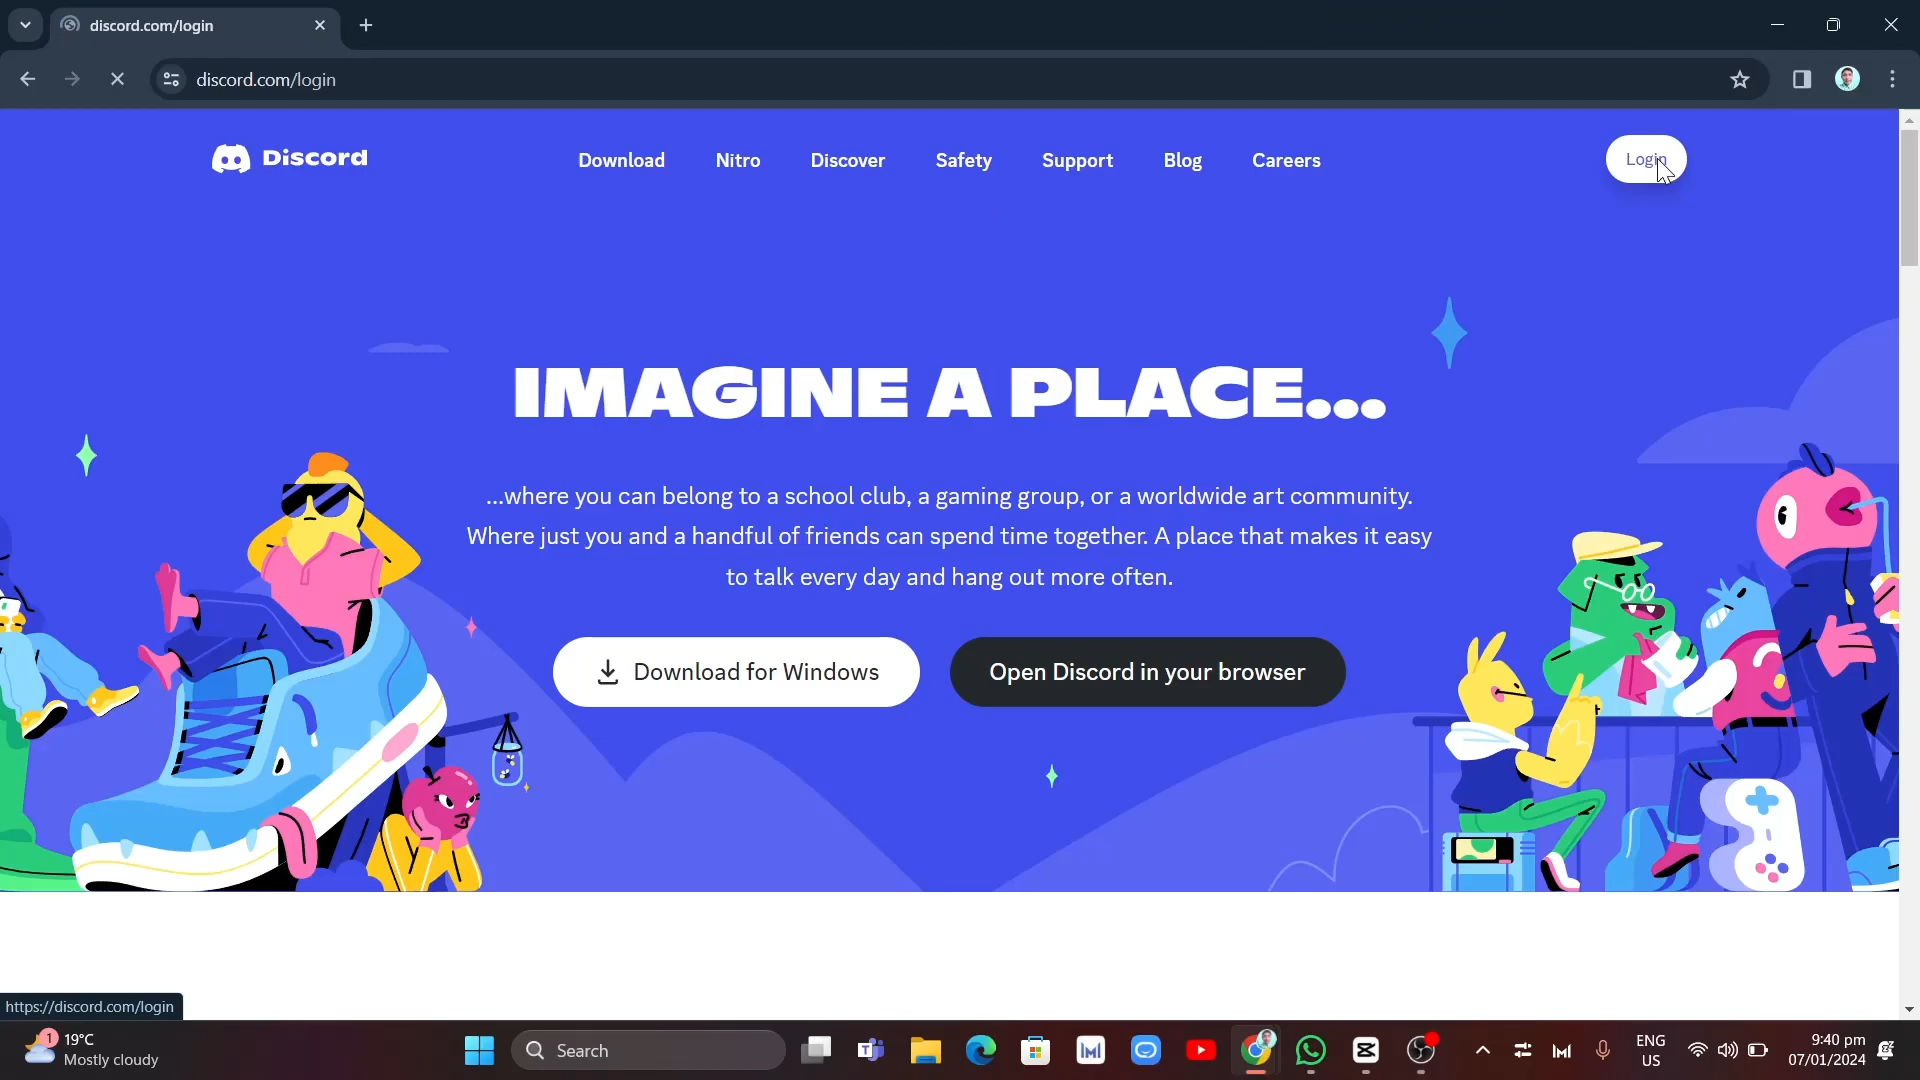 discord.com/login
discord.com/login
Discord
Download
Nitro
Discover
Safety
Support
Blog
Careers
Login
IMAGINE A PLACE...
...where you can belong to a school club, a gaming group, or a worldwide art community.
Where just you and a handful of friends can spend time together. A place that makes it easy
to talk every day and hang out more often.
Download for Windows
Open Discord in your browser
https://discord.com/login
1
19°C
Mostly cloudy
Search
ENG
US
9:40 pm
07/01/2024